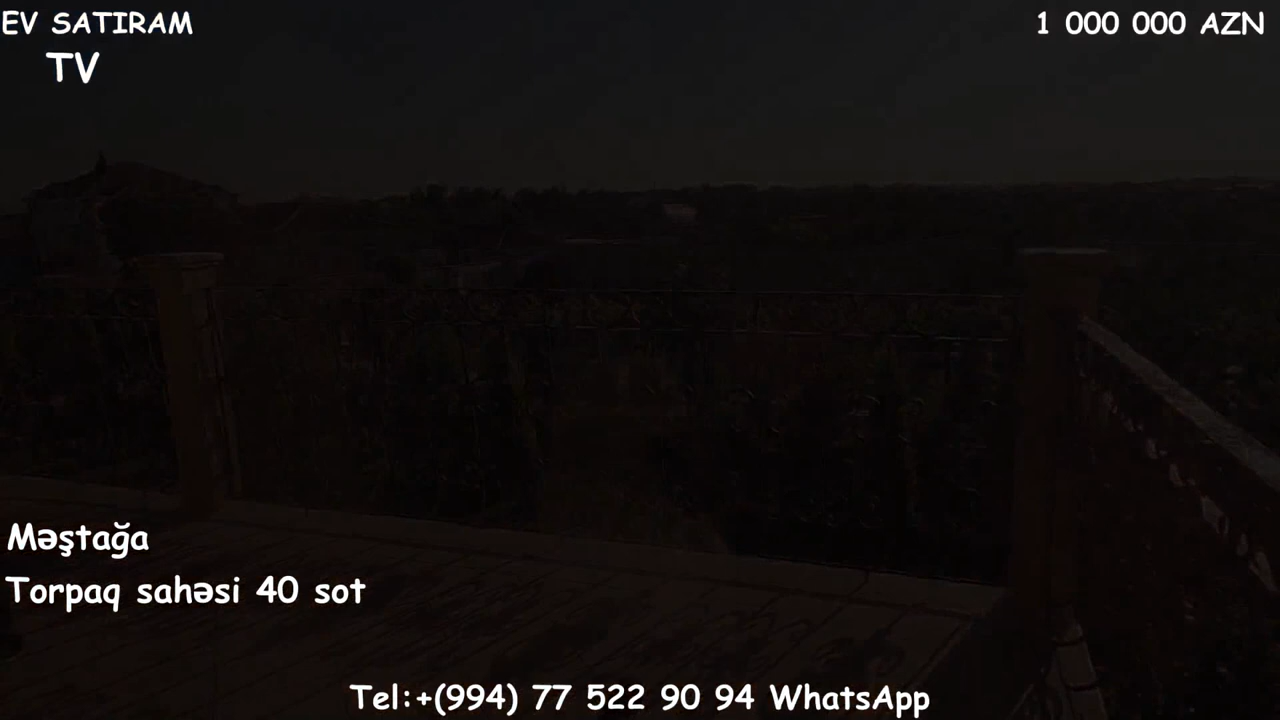 EV SATIRAM
TV
1 000 000 AZN
Məştağa
Torpaq sahəsi 40 sot
Tel:+(994) 77 522 90 94 WhatsApp